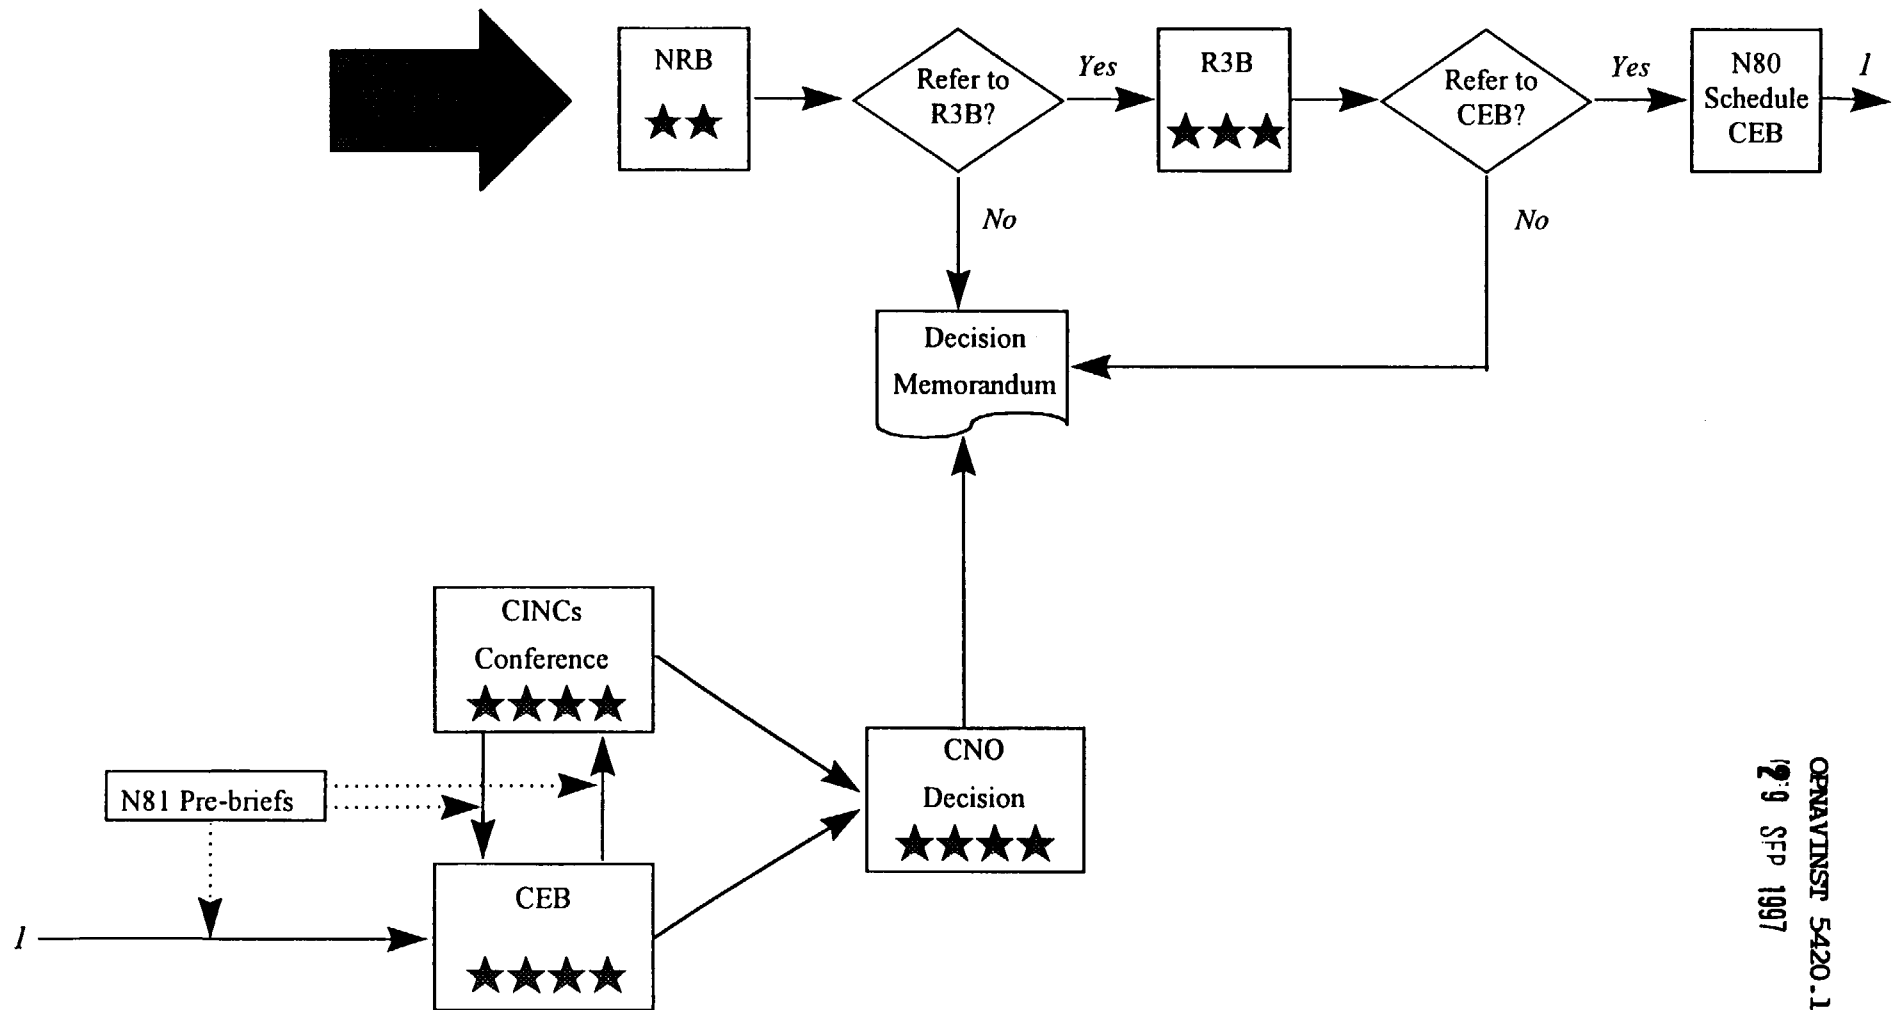 NRB
Refer to
R3B?
Yes
R3B
Refer to
CEB?
Yes
N80
Schedule
CEB
1
No
No
Decision
Memorandum
CINCs
Conference
N81 Pre-briefs
CNO
Decision
CEB
1
OPNAVINST 5420.1
SEP 1997